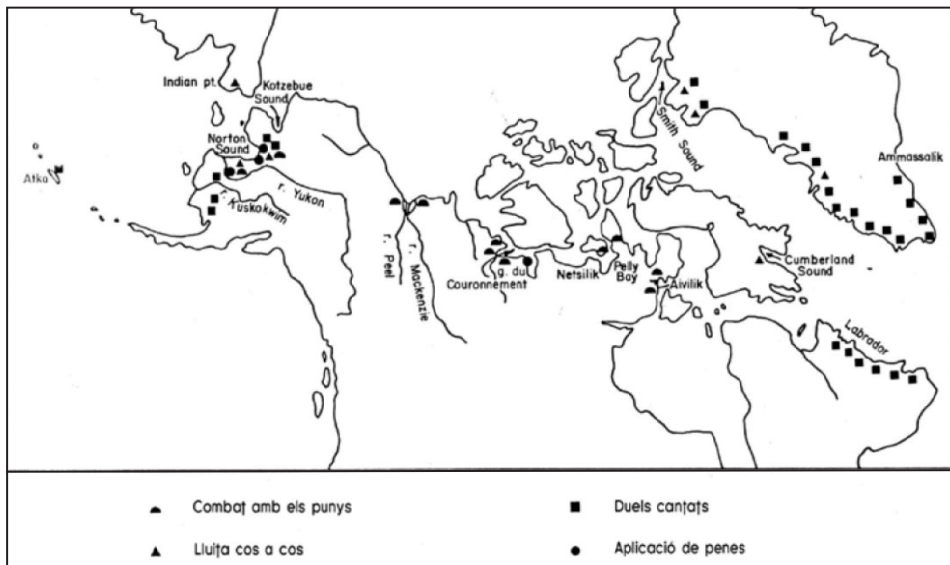 Indian pt.
Kotzebue
Sound
Norton
Sound
Atka
r. Yukon
r. Kuskokwim
r. Peel
r. Mackenzie
g. du
Couronnement
Netsilik
Pelly
Bay
Aivilik
Smith Sound
Ammassalik
Cumberland
Sound
Labrador
Combat amb els punys
Duels cantats
Lluita cos a cos
Aplicació de penes